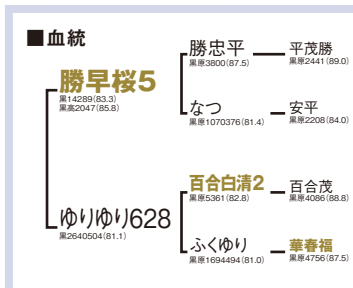 ■血統
勝早桜5
黒14289(83.3)
黒高2047(85.8)
勝忠平
黒原3800(87.5)
平茂勝
黒原2441(89.0)
なつ
黒原1070376(81.4)
安平
黒原2208(84.0)
ゆりゆり628
黒2640504(81.1)
百合白清2
黒原5361(82.8)
百合茂
黒原4086(88.8)
ふくゆり
黒原1694494(81.0)
華春福
黒原4756(87.5)